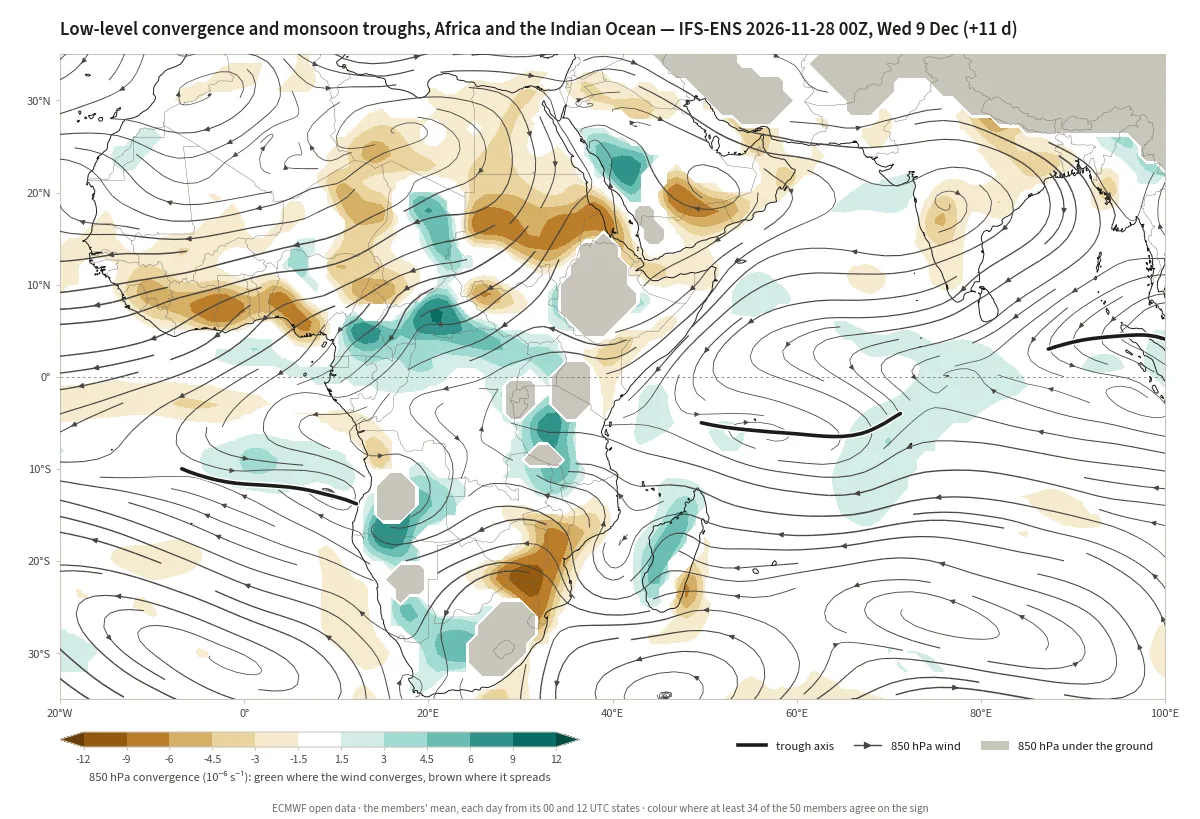 Low-level convergence and monsoon troughs, Africa and the Indian Ocean — IFS-ENS 2026-11-28 00Z, Wed 9 Dec (+11 d)
30°N
20°N
10°N
0°
10°S
20°S
30°S
20°W 0° 20°E 40°E 60°E 80°E 100°E
-12 -9 -6 -4.5 -3 -1.5 1.5 3 4.5 6 9 12
850 hPa convergence (10⁻⁶ s⁻¹): green where the wind converges, brown where it spreads
trough axis 850 hPa wind 850 hPa under the ground
ECMWF open data · the members' mean, each day from its 00 and 12 UTC states · colour where at least 34 of the 50 members agree on the sign